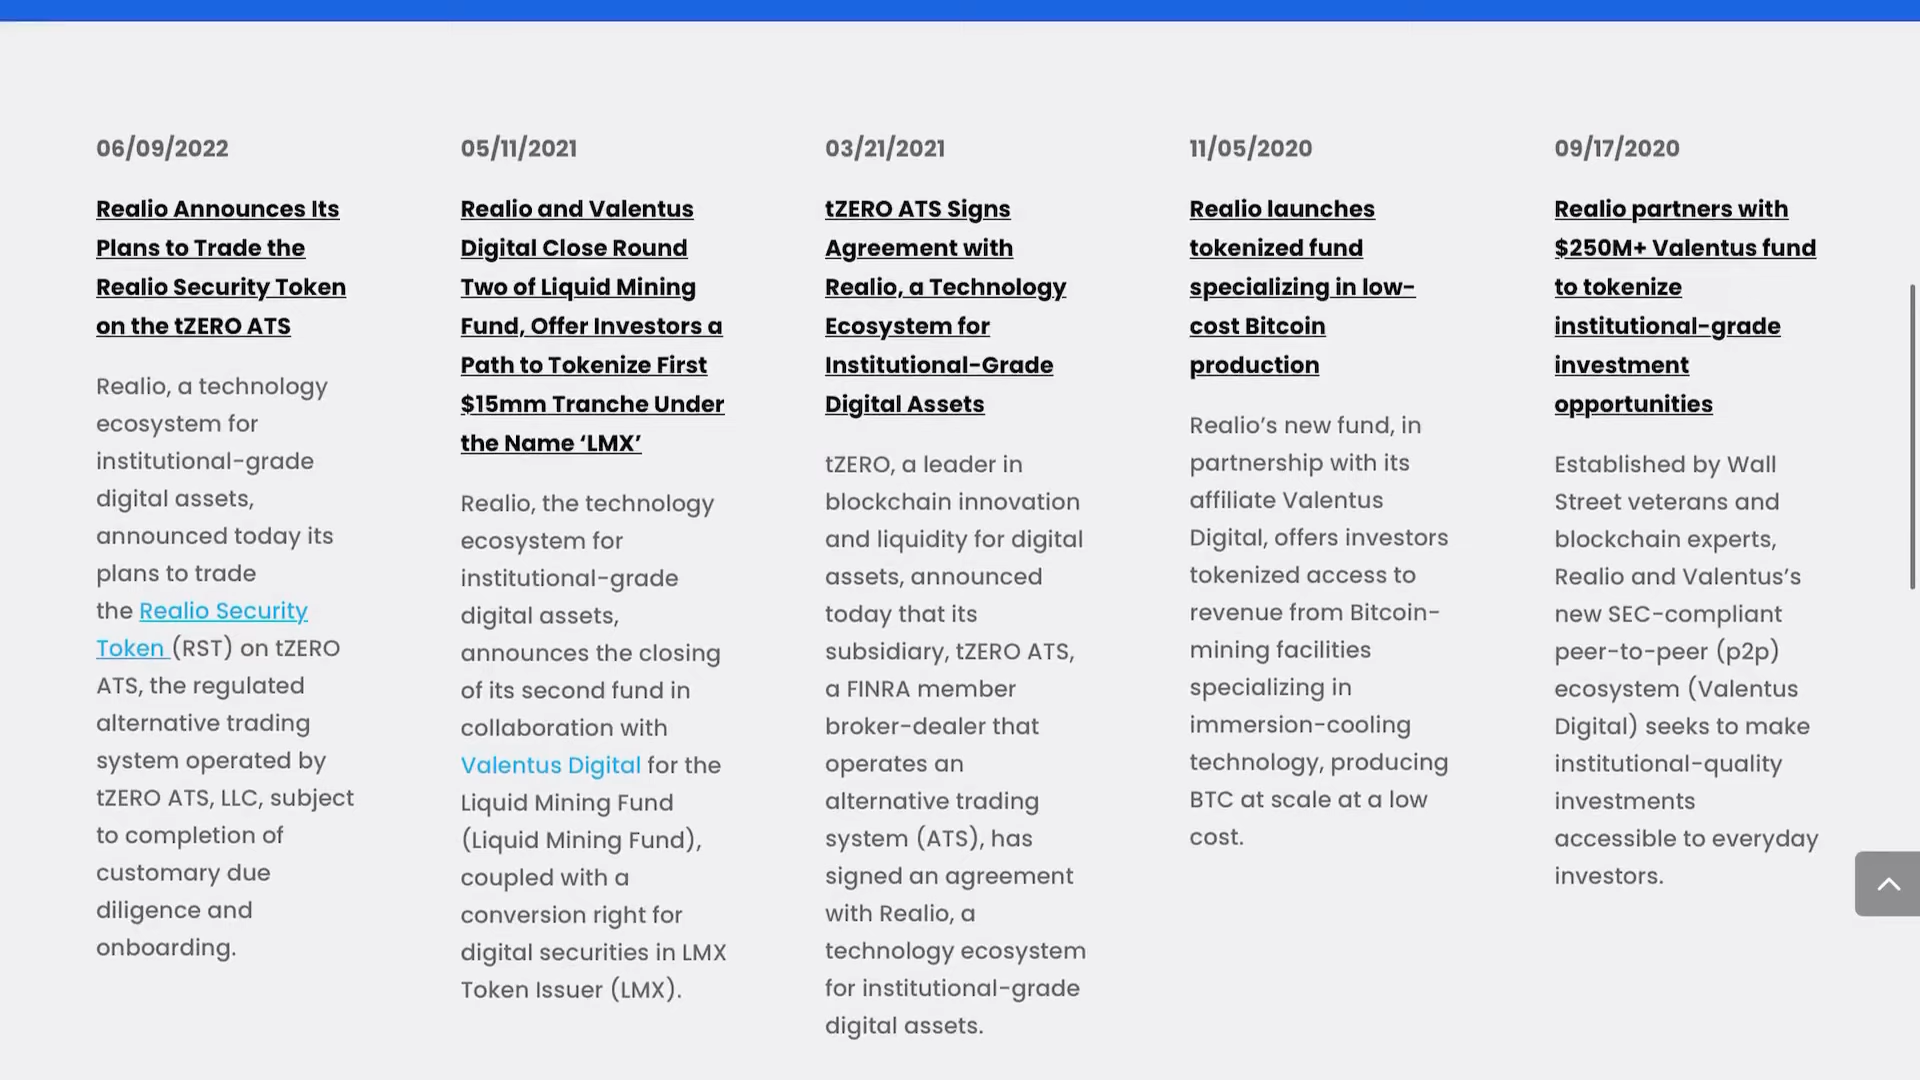 06/09/2022
Realio Announces Its
Plans to Trade the
Realio Security Token
on the tZERO ATS
Realio, a technology
ecosystem for
institutional-grade
digital assets,
announced today its
plans to trade
the Realio Security
Token (RST) on tZERO
ATS, the regulated
alternative trading
system operated by
tZERO ATS, LLC, subject
to completion of
customary due
diligence and
onboarding.
05/11/2021
Realio and Valentus
Digital Close Round
Two of Liquid Mining
Fund, Offer Investors a
Path to Tokenize First
$15mm Tranche Under
the Name ‘LMX’
Realio, the technology
ecosystem for
institutional-grade
digital assets,
announces the closing
of its second fund in
collaboration with
Valentus Digital for the
Liquid Mining Fund
(Liquid Mining Fund),
coupled with a
conversion right for
digital securities in LMX
Token Issuer (LMX).
03/21/2021
tZERO ATS Signs
Agreement with
Realio, a Technology
Ecosystem for
Institutional-Grade
Digital Assets
tZERO, a leader in
blockchain innovation
and liquidity for digital
assets, announced
today that its
subsidiary, tZERO ATS,
a FINRA member
broker-dealer that
operates an
alternative trading
system (ATS), has
signed an agreement
with Realio, a
technology ecosystem
for institutional-grade
digital assets.
11/05/2020
Realio launches
tokenized fund
specializing in low-
cost Bitcoin
production
Realio’s new fund, in
partnership with its
affiliate Valentus
Digital, offers investors
tokenized access to
revenue from Bitcoin-
mining facilities
specializing in
immersion-cooling
technology, producing
BTC at scale at a low
cost.
09/17/2020
Realio partners with
$250M+ Valentus fund
to tokenize
institutional-grade
investment
opportunities
Established by Wall
Street veterans and
blockchain experts,
Realio and Valentus’s
new SEC-compliant
peer-to-peer (p2p)
ecosystem (Valentus
Digital) seeks to make
institutional-quality
investments
accessible to everyday
investors.